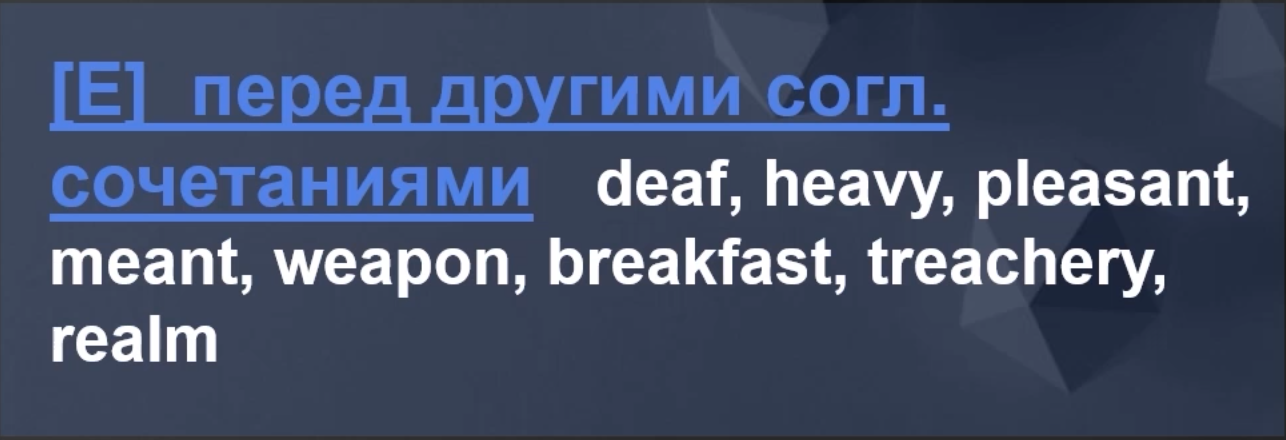 [E] перед другими согл.
сочетаниями deaf, heavy, pleasant,
meant, weapon, breakfast, treachery,
realm